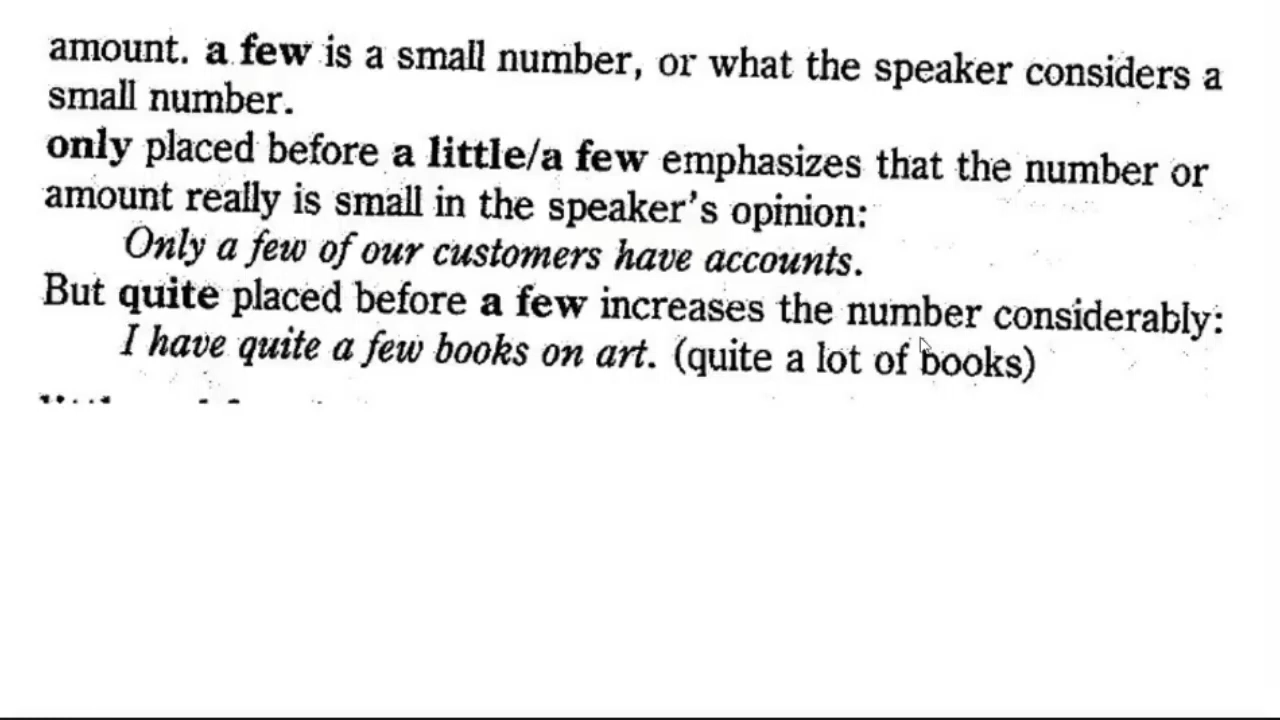 amount. a few is a small number, or what the speaker considers a
small number.
only placed before a little/a few emphasizes that the number or
amount really is small in the speaker's opinion:
Only a few of our customers have accounts.
But quite placed before a few increases the number considerably:
I have quite a few books on art. (quite a lot of books)